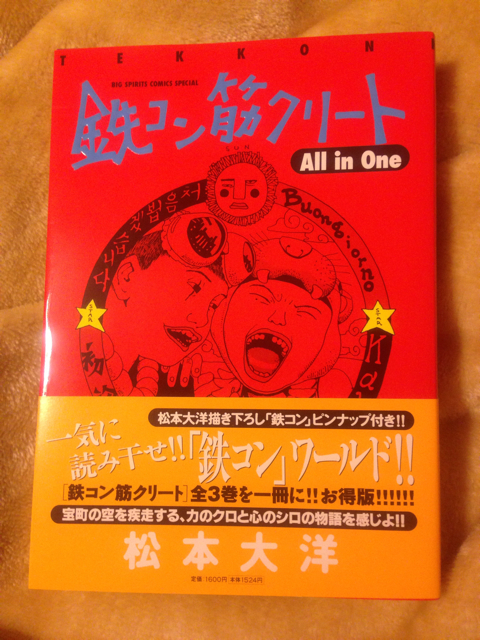 TEKKON
BIG SPIRITS COMICS SPECIAL
鉄コン筋クリート
All in One
SUN
Buongiorno
STAR
STAR
松本大洋描き下ろし「鉄コン」ピンナップ付き!!
一気に
読み干せ!!「鉄コン」ワールド!!
[鉄コン筋クリート]全3巻を一冊に!!お得版!!!!!!
宝町の空を疾走する、力のクロと心のシロの物語を感じよ!!
松本大洋
定価:1600円 本体1524円